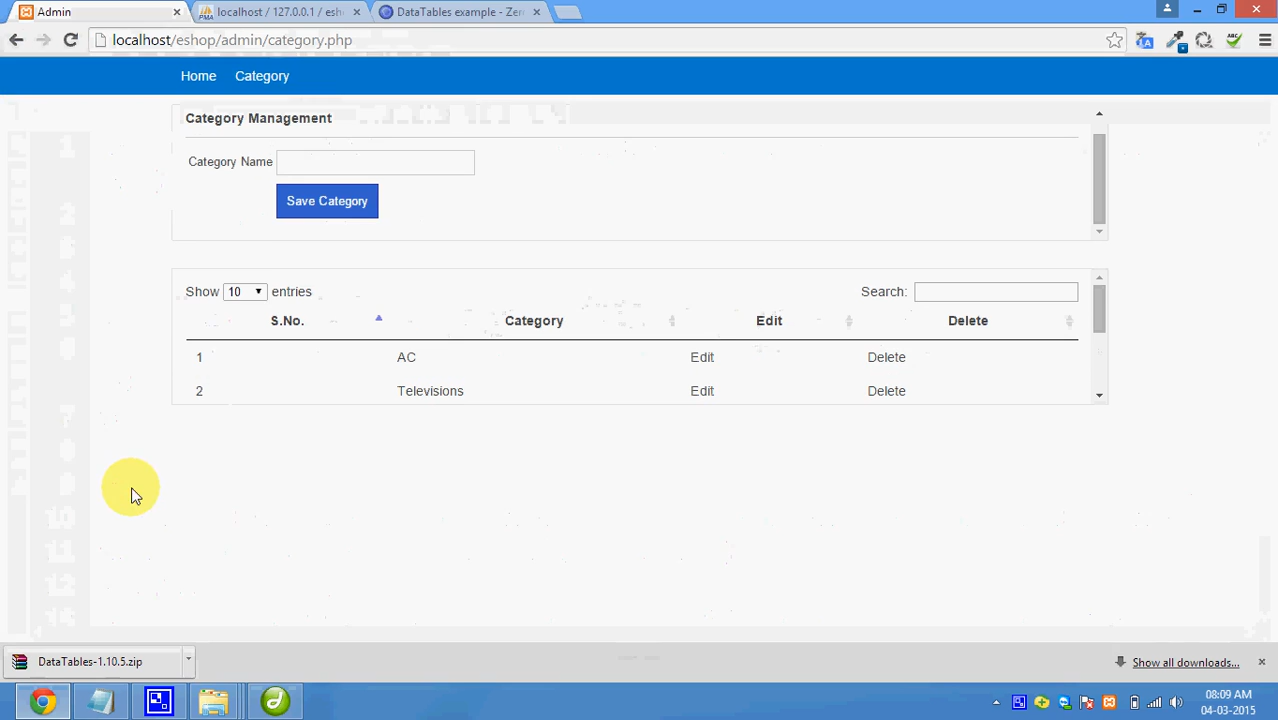 Admin
localhost / 127.0.0.1 / esh
DataTables example - Zer
localhost/eshop/admin/category.php
Home Category
Category Management
Category Name
Save Category
Show 10 entries
Search:
S.No. Category Edit Delete
1 AC Edit Delete
2 Televisions Edit Delete
DataTables-1.10.5.zip
Show all downloads...
08:09 AM
04-03-2015